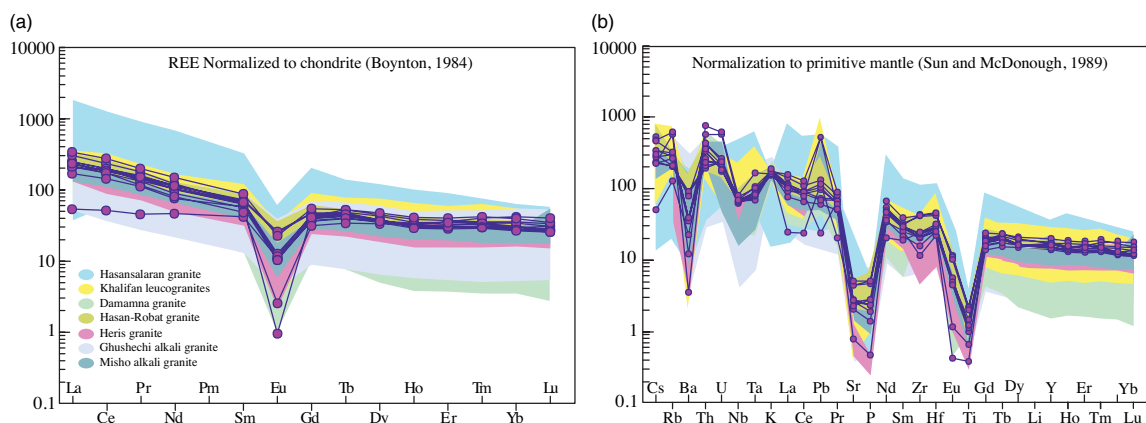 (a)
REE Normalized to chondrite (Boynton, 1984)
10000
1000
100
10
1
0.1
Hasansalaran granite
Khalifan leucogranites
Damamna granite
Hasan-Robat granite
Heris granite
Ghushechi alkali granite
Misho alkali granite
La Pr Pm Eu Tb Ho Tm Lu
Ce Nd Sm Gd Dy Er Yb
(b)
Normalization to primitive mantle (Sun and McDonough, 1989)
10000
1000
100
10
1
0.1
Cs Ba U Ta La Pb Sr Nd Zr Eu Gd Dy Y Er Yb
Rb Th Nb K Ce Pr P Sm Hf Ti Tb Li Ho Tm Lu